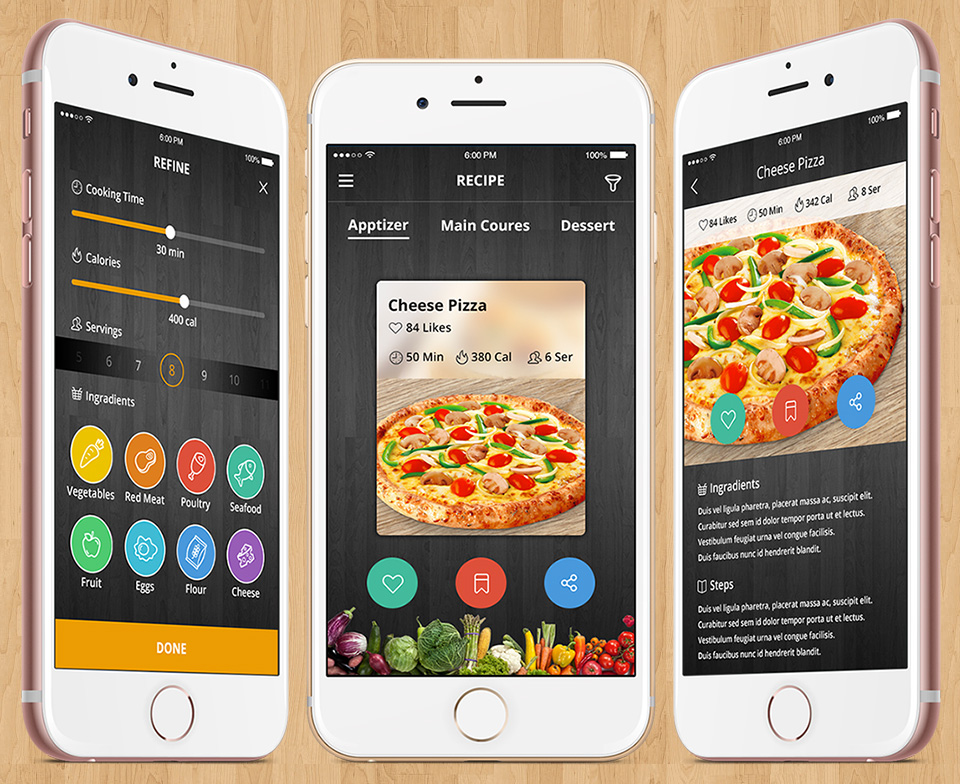 6:00 PM
100%
REFINE
Cooking Time
30 min
Calories
400 cal
Servings
5 6 7 8 9 10 11
Ingradients
Vegetables Red Meat Poultry Seafood
Fruit Eggs Flour Cheese
DONE
6:00 PM 100%
RECIPE
Apptizer Main Coures Dessert
Cheese Pizza
84 Likes
50 Min 380 Cal 6 Ser
6:00 PM 100%
Cheese Pizza
84 Likes 50 Min 342 Cal 8 Ser
Ingradients
Duis vel ligula pharetra, placerat massa ac, suscipit elit.
Curabitur sed sem id dolor tempor porta ut et lectus.
Vestibulum feugiat urna vel congue facilisis.
Duis faucibus nunc id hendrerit blandit.
Steps
Duis vel ligula pharetra, placerat massa ac, suscipit elit.
Curabitur sed sem id dolor tempor porta ut et lectus.
Vestibulum feugiat urna vel congue facilisis.
Duis faucibus nunc id hendrerit blandit.